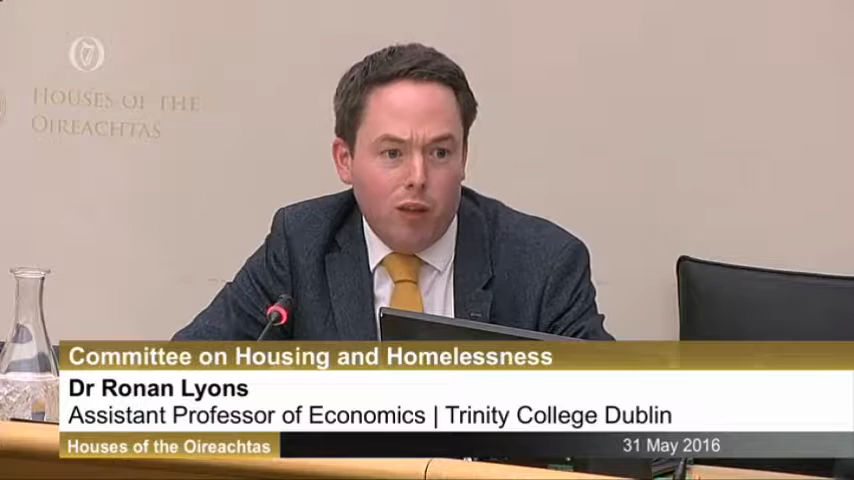 HOUSES OF THE
OIREACHTAS
Committee on Housing and Homelessness
Dr Ronan Lyons
Assistant Professor of Economics | Trinity College Dublin
Houses of the Oireachtas
31 May 2016